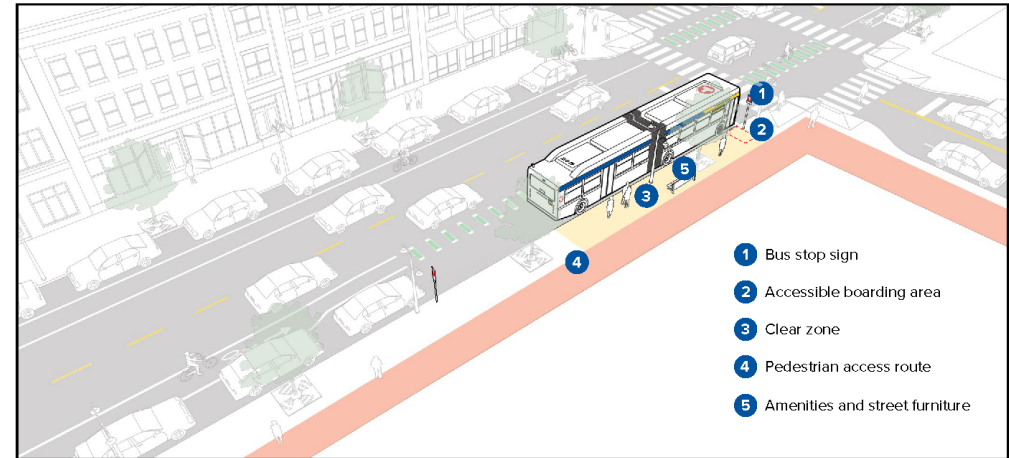 1
2
5
3
4
1 Bus stop sign
2 Accessible boarding area
3 Clear zone
4 Pedestrian access route
5 Amenities and street furniture